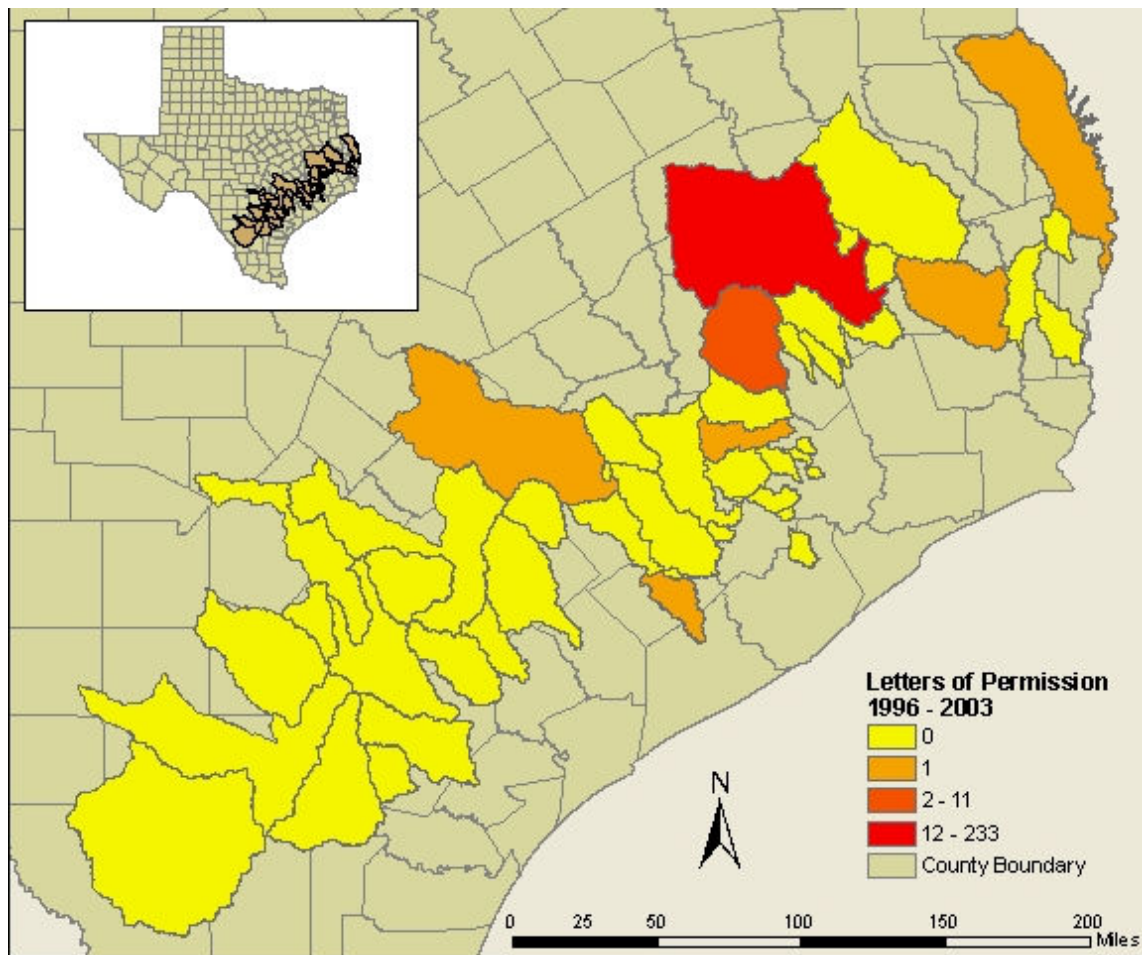 Letters of Permission
1996 - 2003
0
1
2 - 11
12 - 233
County Boundary
N
0 25 50 100 150 200
Miles